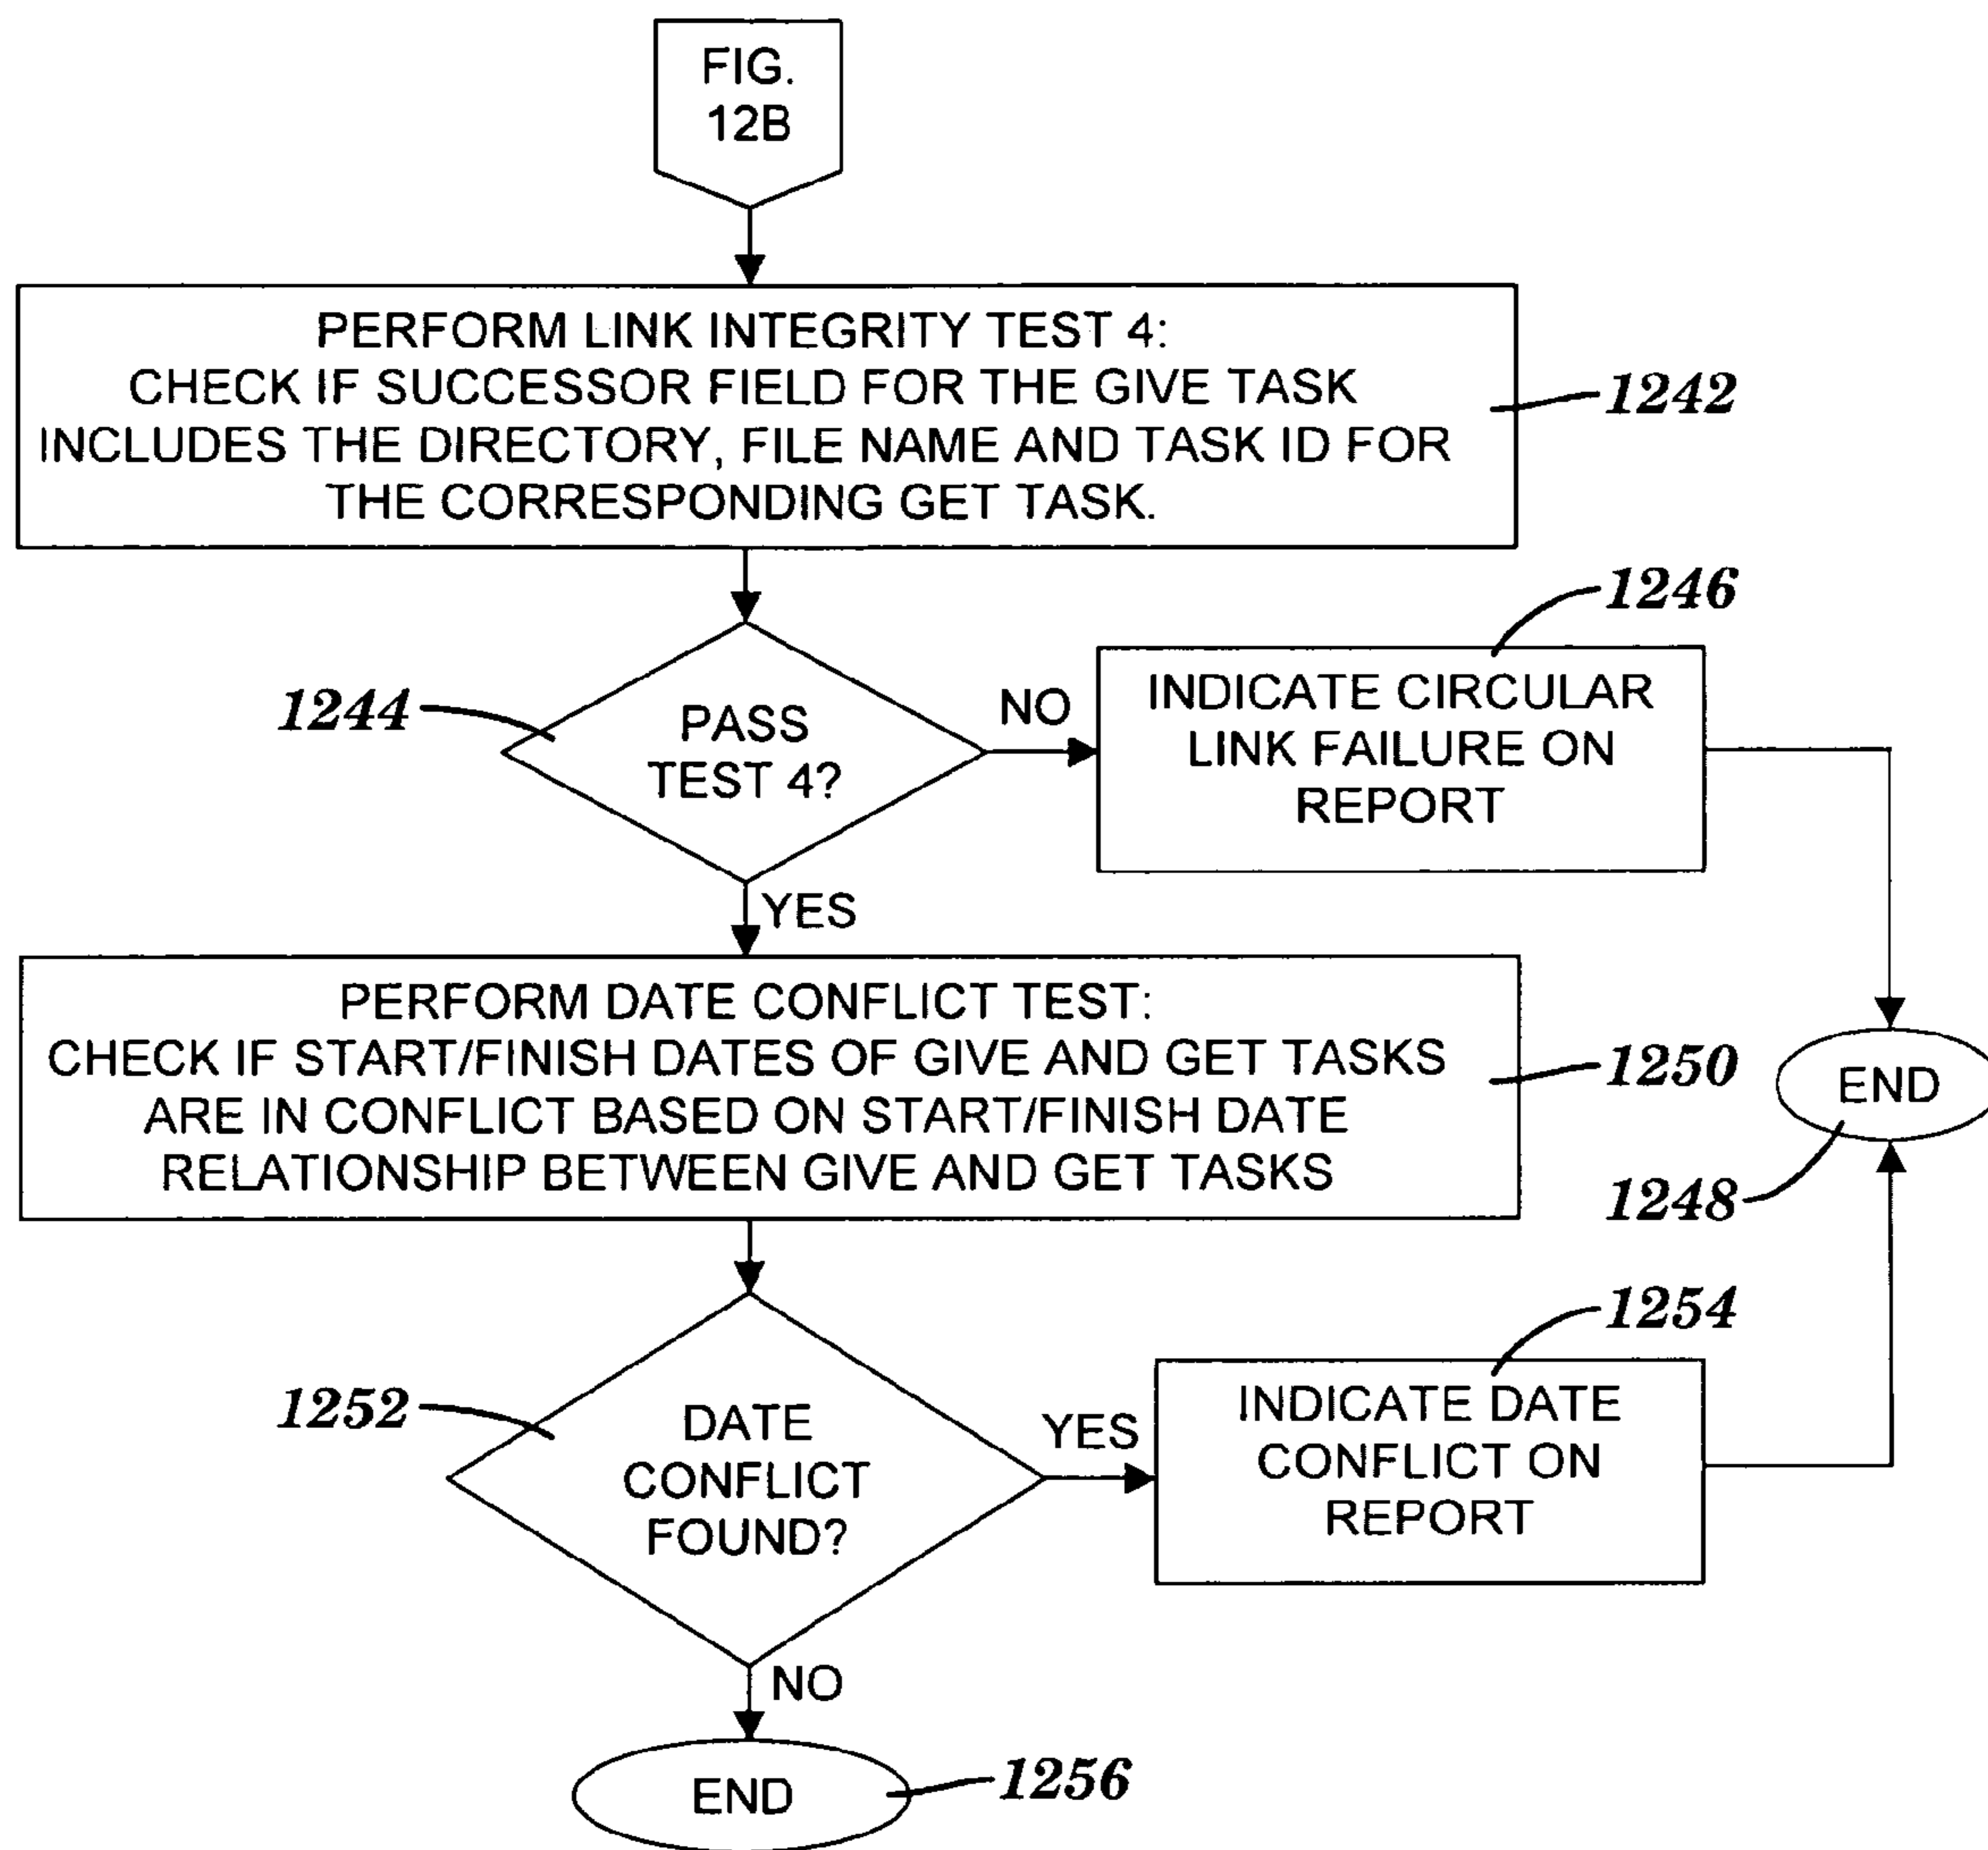 FIG.
12B
PERFORM LINK INTEGRITY TEST 4:
CHECK IF SUCCESSOR FIELD FOR THE GIVE TASK
INCLUDES THE DIRECTORY, FILE NAME AND TASK ID FOR
THE CORRESPONDING GET TASK.
1242
1244
PASS
TEST 4?
NO
1246
INDICATE CIRCULAR
LINK FAILURE ON
REPORT
YES
PERFORM DATE CONFLICT TEST:
CHECK IF START/FINISH DATES OF GIVE AND GET TASKS
ARE IN CONFLICT BASED ON START/FINISH DATE
RELATIONSHIP BETWEEN GIVE AND GET TASKS
1250
END
1248
1252
DATE
CONFLICT
FOUND?
YES
1254
INDICATE DATE
CONFLICT ON
REPORT
NO
END
1256